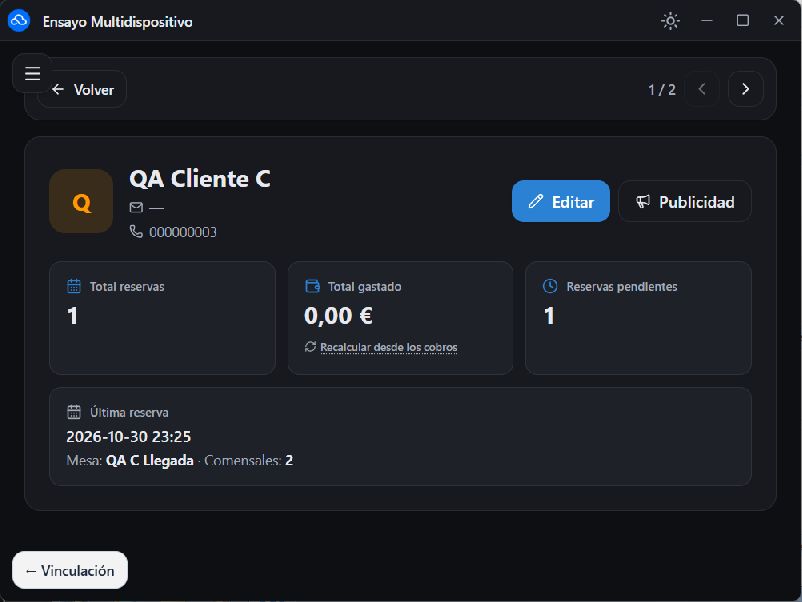 Ensayo Multidispositivo
← Volver
1 / 2
Q
QA Cliente C
—
000000003
Editar
Publicidad
Total reservas
1
Total gastado
0,00 €
Recalcular desde los cobros
Reservas pendientes
1
Última reserva
2026-10-30 23:25
Mesa: QA C Llegada · Comensales: 2
← Vinculación